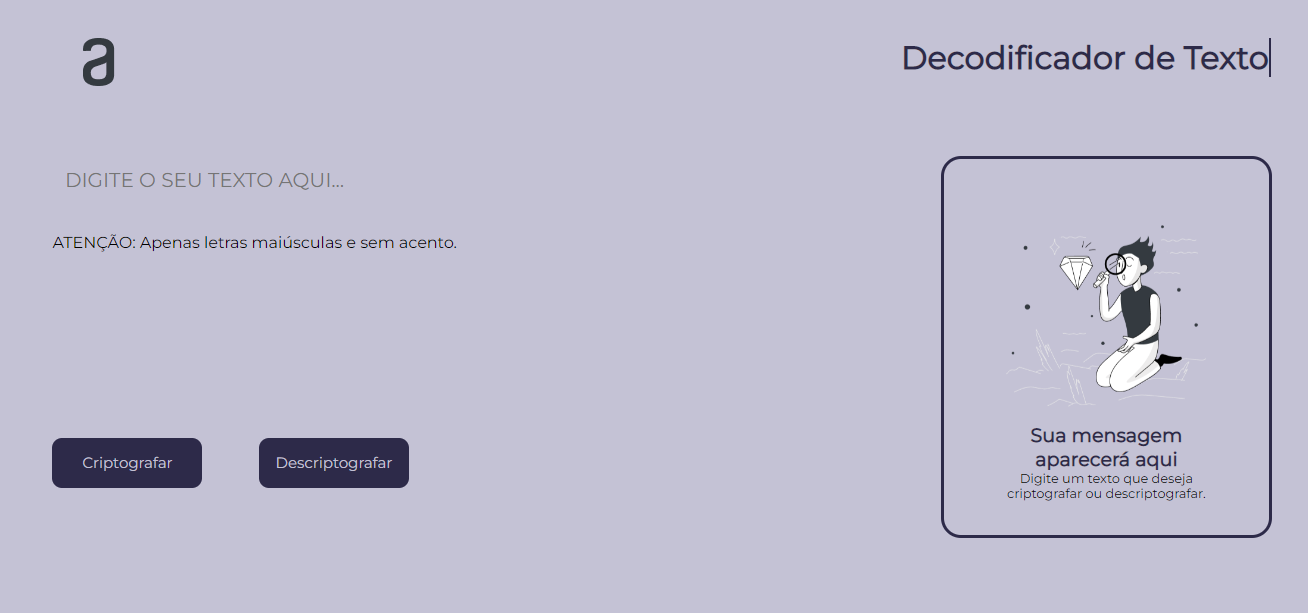 a
Decodificador de Texto
DIGITE O SEU TEXTO AQUI...
ATENÇÃO: Apenas letras maiúsculas e sem acento.
Criptografar
Descriptografar
Sua mensagem
aparecerá aqui
Digite um texto que deseja
criptografar ou descriptografar.